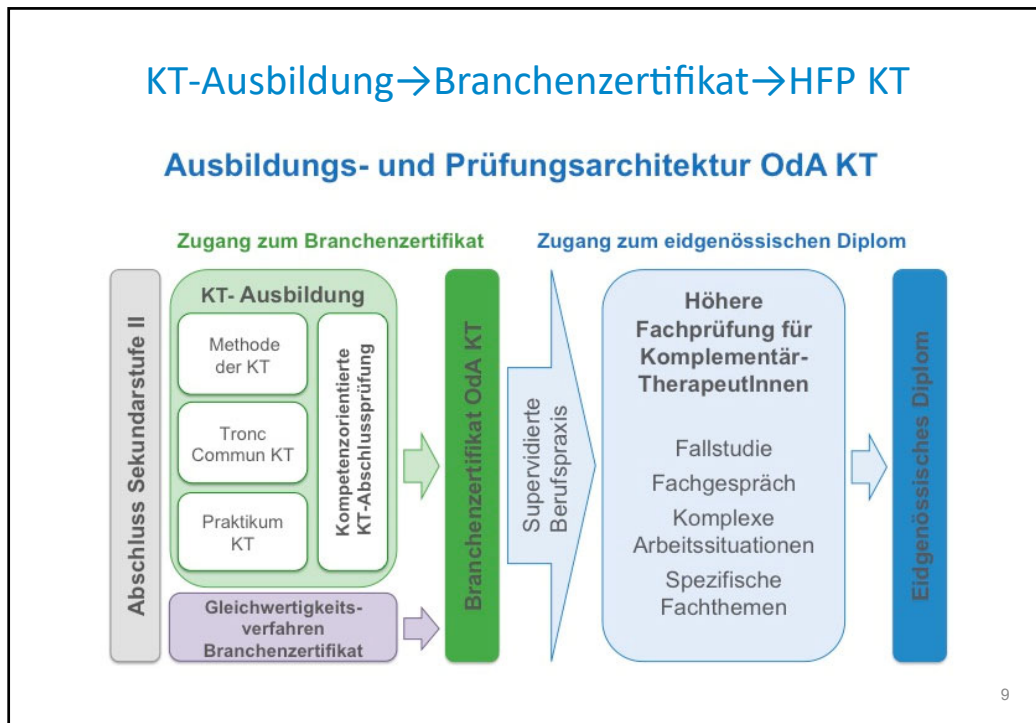 KT-Ausbildung→Branchenzertifikat→HFP KT
Ausbildungs- und Prüfungsarchitektur OdA KT
Zugang zum Branchenzertifikat
Zugang zum eidgenössischen Diplom
Abschluss Sekundarstufe II
KT- Ausbildung
Methode
der KT
Tronc
Commun KT
Praktikum
KT
Kompetenzorientierte
KT-Abschlussprüfung
Gleichwertigkeits-
verfahren
Branchenzertifikat
Branchenzertifikat OdA KT
Supervidierte
Berufspraxis
Höhere
Fachprüfung für
Komplementär-
TherapeutInnen
Fallstudie
Fachgespräch
Komplexe
Arbeitssituationen
Spezifische
Fachthemen
Eidgenössisches Diplom
9